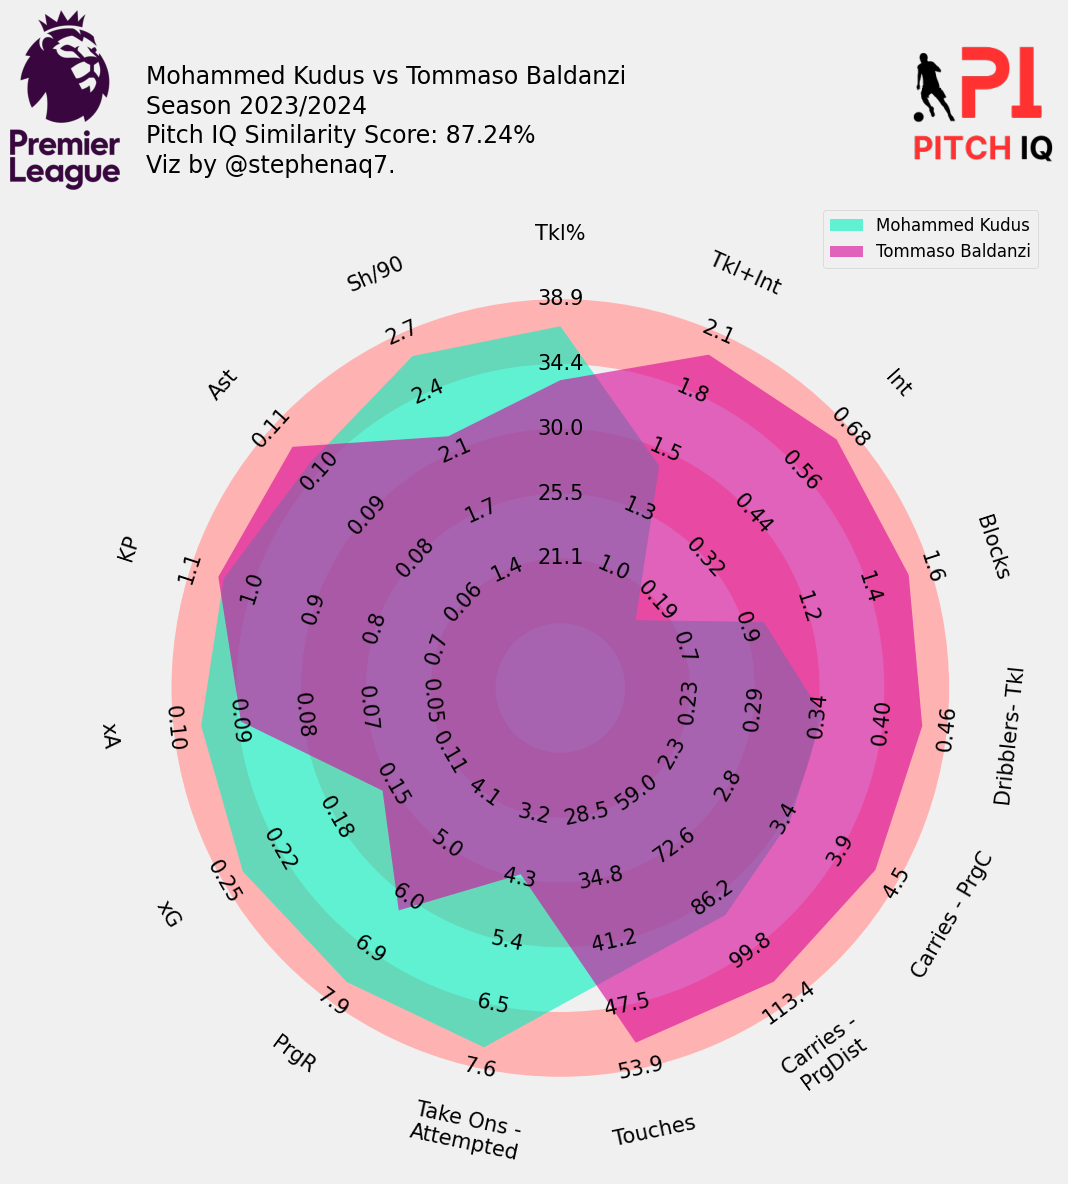 Premier
League
Mohammed Kudus vs Tommaso Baldanzi
Season 2023/2024
Pitch IQ Similarity Score: 87.24%
Viz by @stephenaq7.
PI
PITCH IQ
Mohammed Kudus
Tommaso Baldanzi
Tkl%
38.9
34.4
30.0
25.5
21.1
Tkl+Int
2.1
1.8
1.5
1.3
1.0
Int
0.68
0.56
0.44
0.32
0.19
Blocks
1.6
1.4
1.2
0.9
0.7
Dribblers- Tkl
0.46
0.40
0.34
0.29
0.23
Carries - PrgC
4.5
3.9
3.4
2.8
2.3
Carries -
PrgDist
113.4
99.8
86.2
72.6
59.0
Touches
53.9
47.5
41.2
34.8
28.5
Take Ons -
Attempted
7.6
6.5
5.4
4.3
3.2
PrgR
7.9
6.9
6.0
5.0
4.1
xG
0.25
0.22
0.18
0.15
0.11
xA
0.10
0.09
0.08
0.07
0.05
KP
1.1
1.0
0.9
0.8
0.7
Ast
0.11
0.10
0.09
0.08
0.06
Sh/90
2.7
2.4
2.1
1.7
1.4